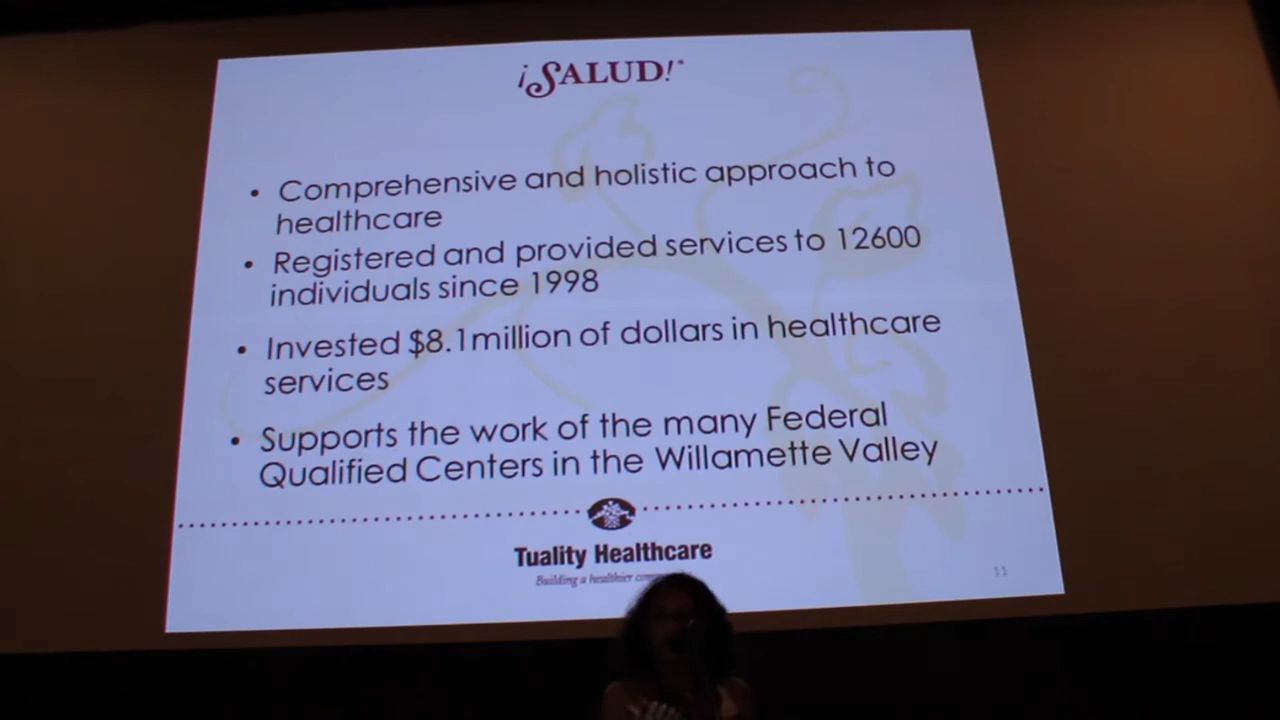 ¡SALUD!
• Comprehensive and holistic approach to
healthcare
• Registered and provided services to 12600
individuals since 1998
• Invested $8.1million of dollars in healthcare
services
• Supports the work of the many Federal
Qualified Centers in the Willamette Valley
Tuality Healthcare
Building a healthier
11